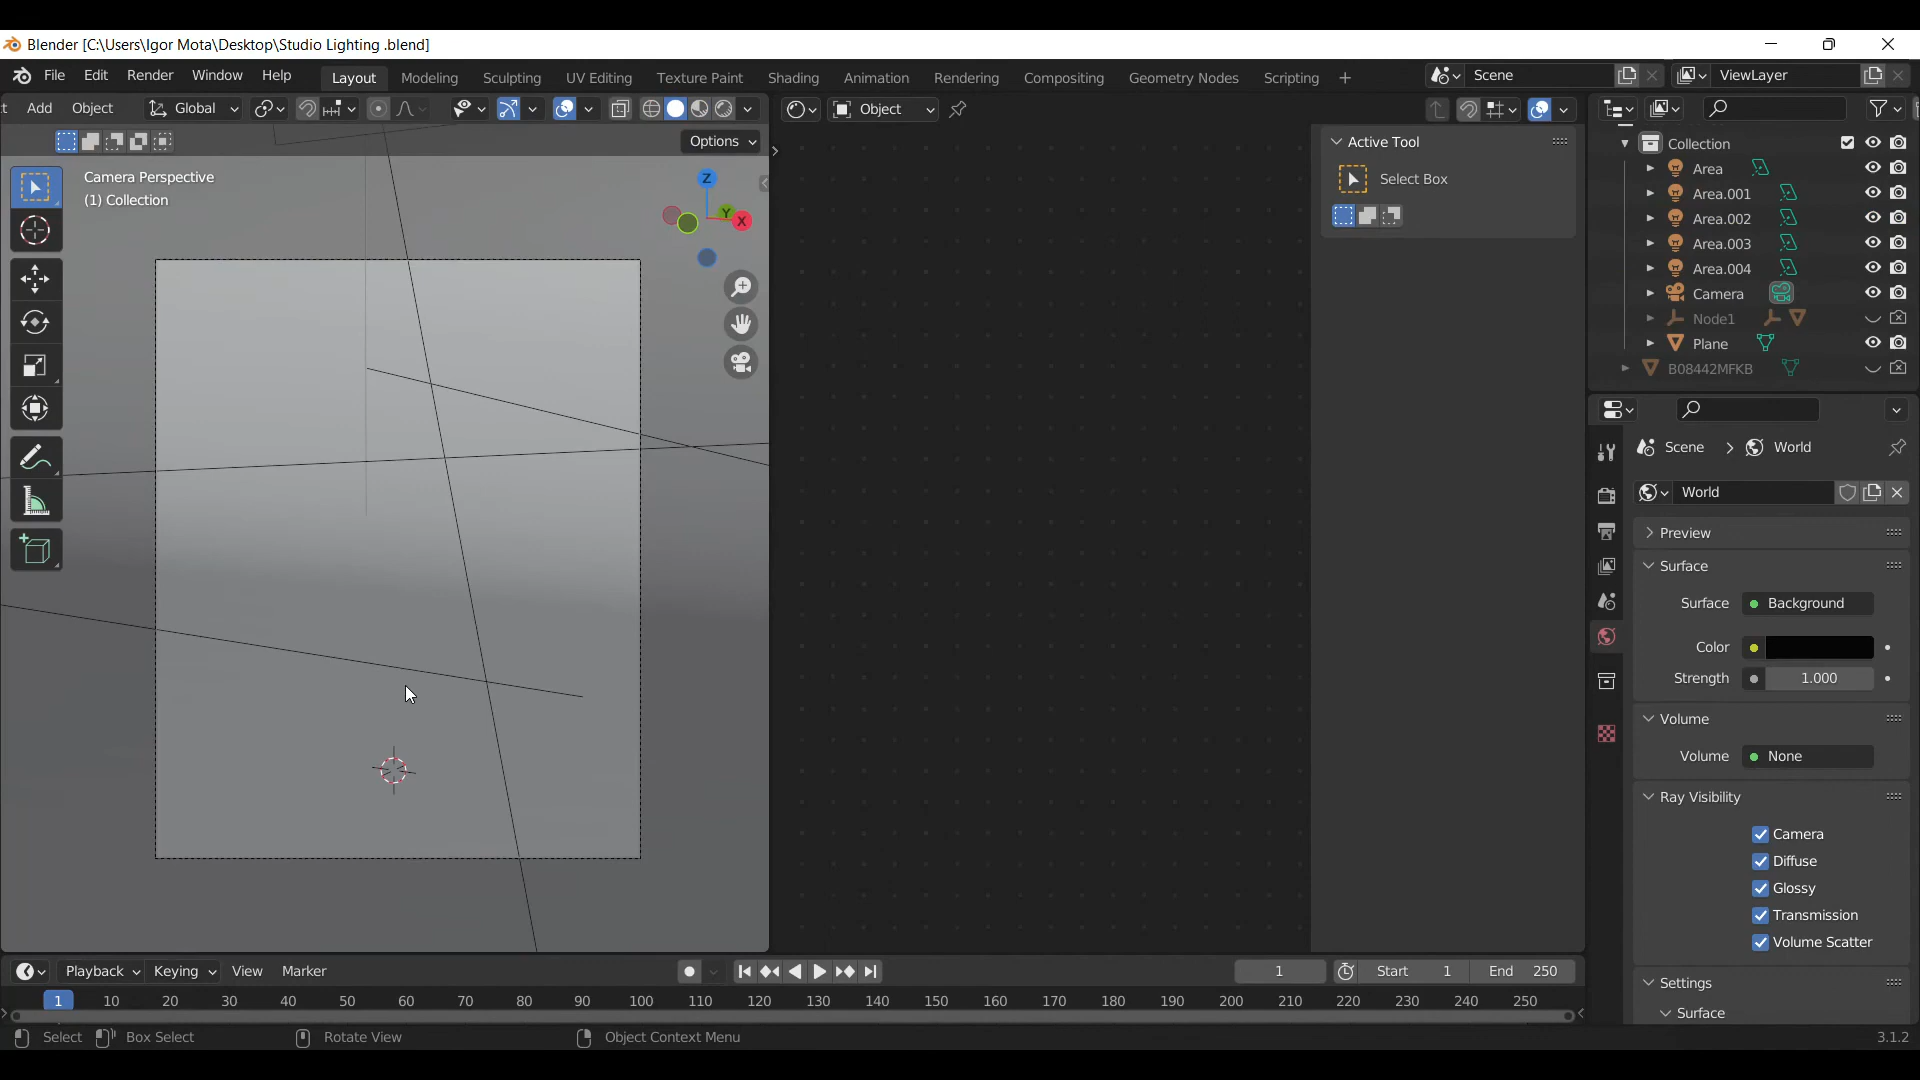 Blender [C:\Users\Igor Mota\Desktop\Studio Lighting .blend]
File Edit Render Window Help Layout Modeling Sculpting UV Editing Texture Paint Shading Animation Rendering Compositing Geometry Nodes Scripting + Scene ViewLayer
t Add Object Global Object
Options
Camera Perspective
(1) Collection
Z
Y
X
Active Tool
Select Box
Collection
Area
Area.001
Area.002
Area.003
Area.004
Camera
Node1
Plane
B08442MFKB
Scene > World
World
Preview
Surface
Surface Background
Color
Strength 1.000
Volume
Volume None
Ray Visibility
Camera
Diffuse
Glossy
Transmission
Volume Scatter
Settings
Surface
Playback Keying View Marker 1 Start 1 End 250
1 10 20 30 40 50 60 70 80 90 100 110 120 130 140 150 160 170 180 190 200 210 220 230 240 250
Select Box Select Rotate View Object Context Menu 3.1.2